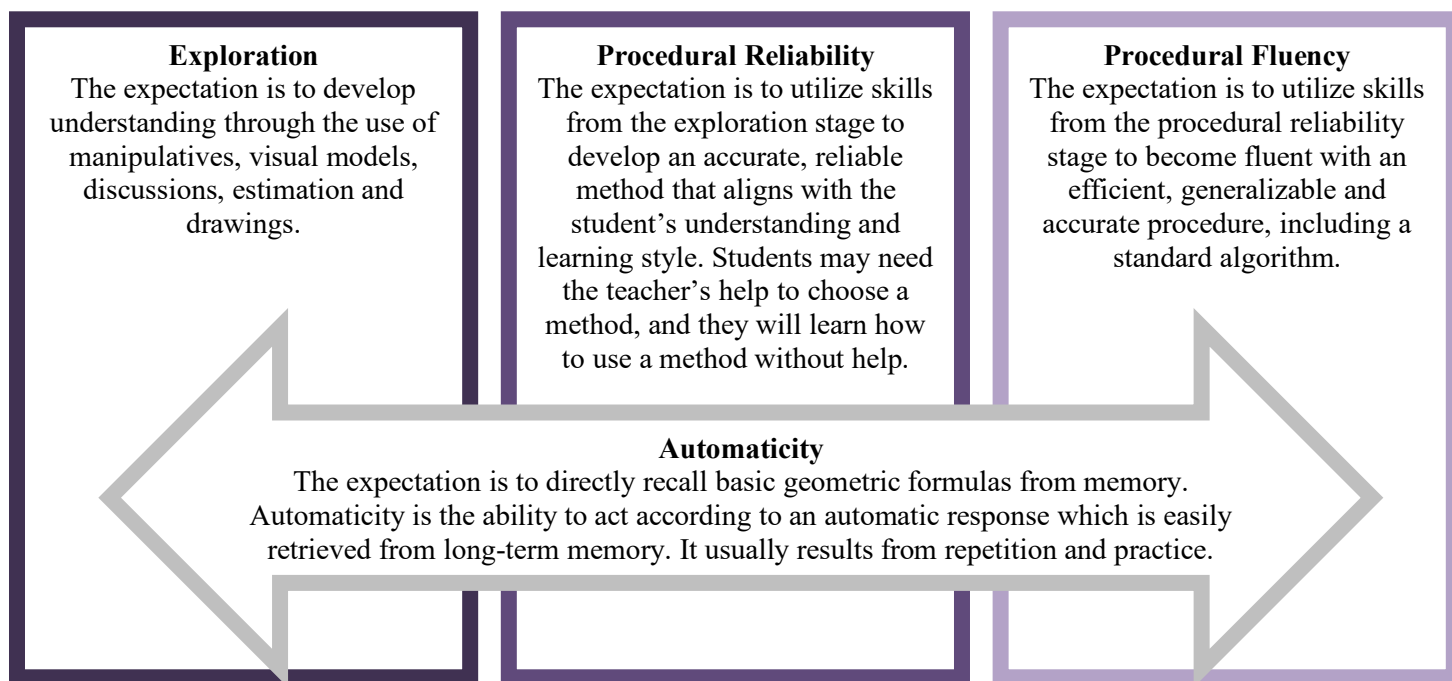 Exploration
The expectation is to develop
understanding through the use of
manipulatives, visual models,
discussions, estimation and
drawings.
Procedural Reliability
The expectation is to utilize skills
from the exploration stage to
develop an accurate, reliable
method that aligns with the
student’s understanding and
learning style. Students may need
the teacher’s help to choose a
method, and they will learn how
to use a method without help.
Procedural Fluency
The expectation is to utilize skills
from the procedural reliability
stage to become fluent with an
efficient, generalizable and
accurate procedure, including a
standard algorithm.
Automaticity
The expectation is to directly recall basic geometric formulas from memory.
Automaticity is the ability to act according to an automatic response which is easily
retrieved from long-term memory. It usually results from repetition and practice.